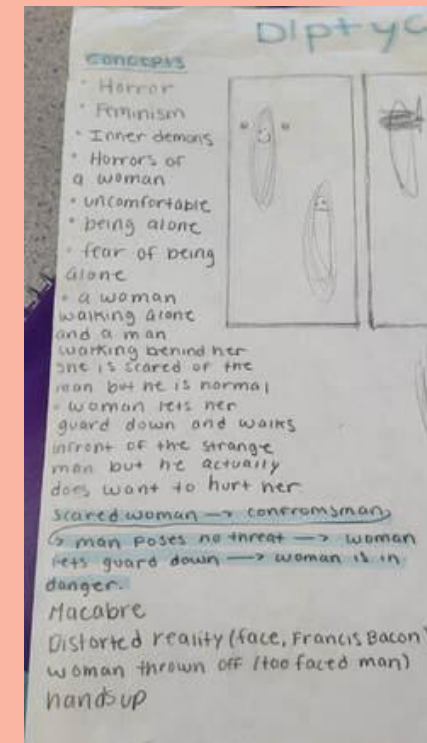 Diptyc
CONCEPTS
• Horror
• Feminism
• Inner demons
• Horrors of
a woman
• uncomfortable
• being alone
• fear of being
alone
• a woman
walking alone
and a man
walking behind her
she is scared of the
man but he is normal
• woman lets her
guard down and walks
infront of the strange
man but he actually
does want to hurt her.
scared woman → confromsman
↳ man poses no threat → woman
lets guard down → woman is in
danger.
Macabre
Distorted reality (face, Francis Bacon)
woman thrown off (too faced man)
hands up